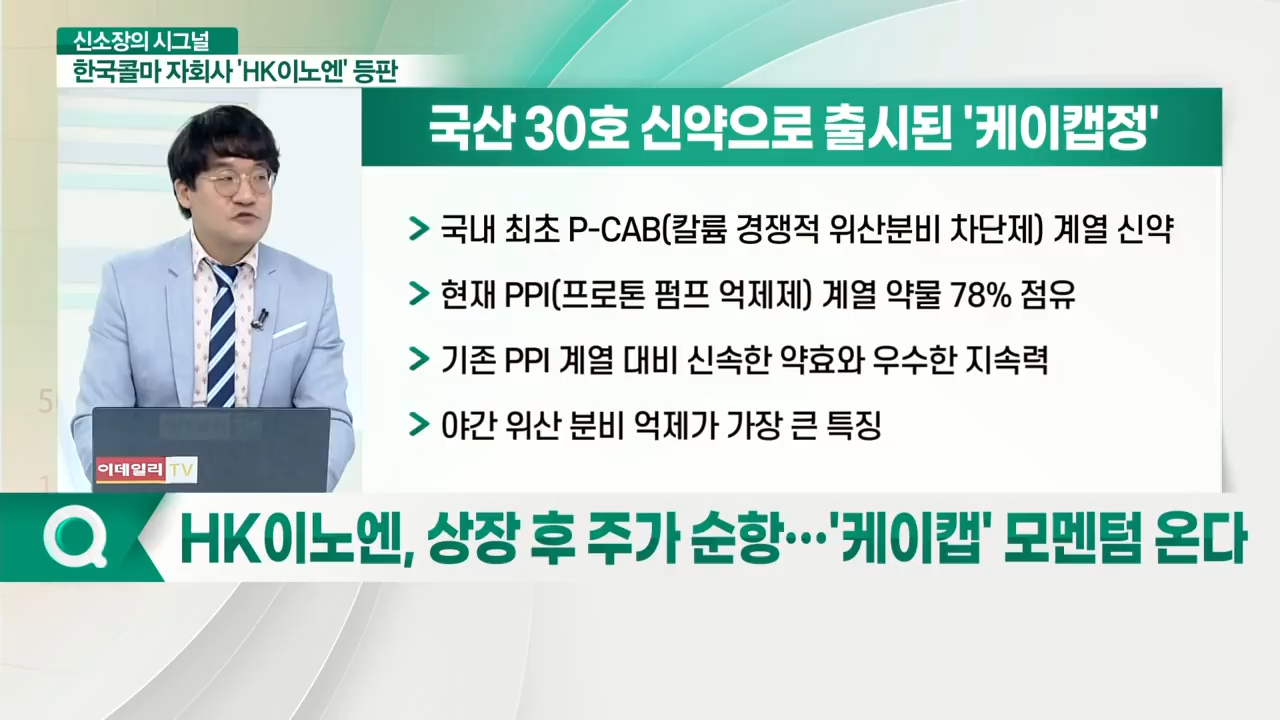 신소장의 시그널
한국콜마 자회사 'HK이노엔' 등판
국산 30호 신약으로 출시된 '케이캡정'
국내 최초 P-CAB(칼륨 경쟁적 위산분비 차단제) 계열 신약
현재 PPI(프로톤 펌프 억제제) 계열 약물 78% 점유
기존 PPI 계열 대비 신속한 약효와 우수한 지속력
야간 위산 분비 억제가 가장 큰 특징
이데일리 TV
HK이노엔, 상장 후 주가 순항…'케이캡' 모멘텀 온다